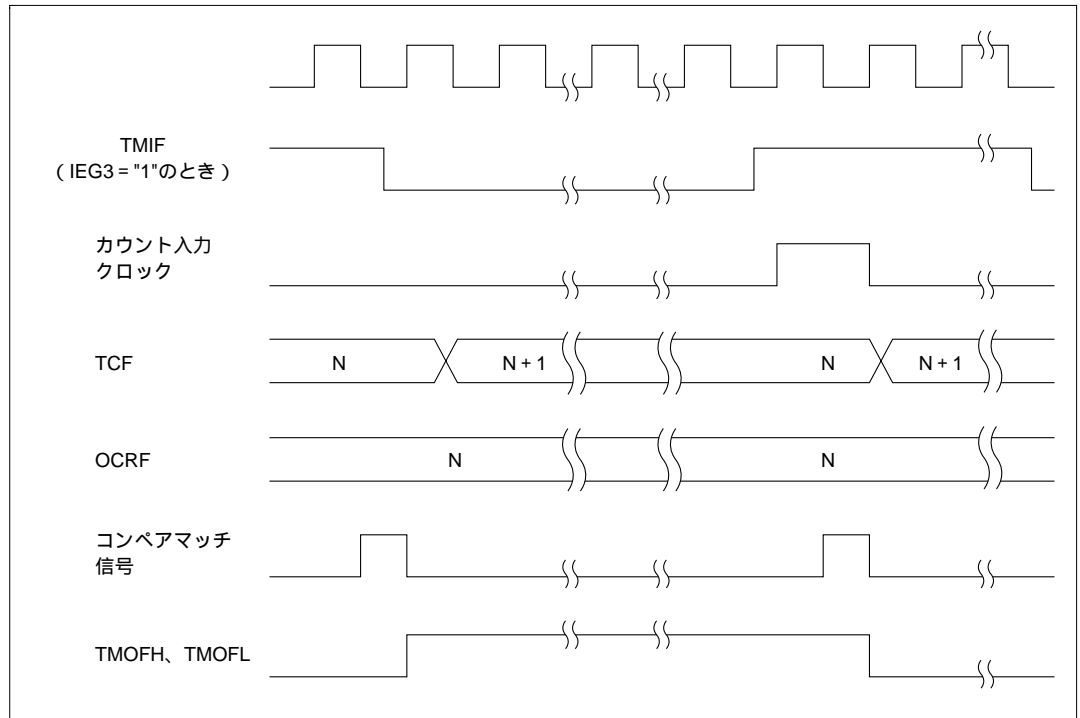 TMIF
( IEG3 = "1"のとき )
カウント入力
クロック
TCF
N
N + 1
N
N + 1
OCRF
N
N
コンペアマッチ
信号
TMOFH、TMOFL